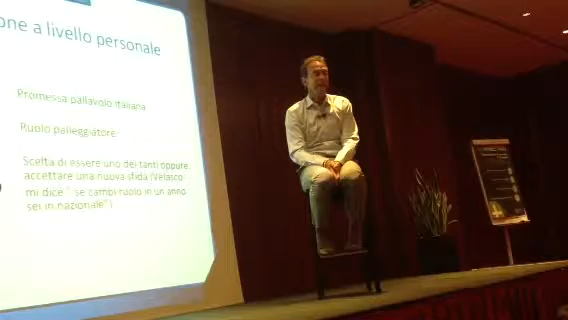 one a livello personale
Promessa pallavolo italiana
Ruolo palleggiatore
Scelta di essere uno dei tanti oppure
accettare una nuova sfida (Velasco
mi dice " se cambi ruolo in un anno
sei in nazionale")